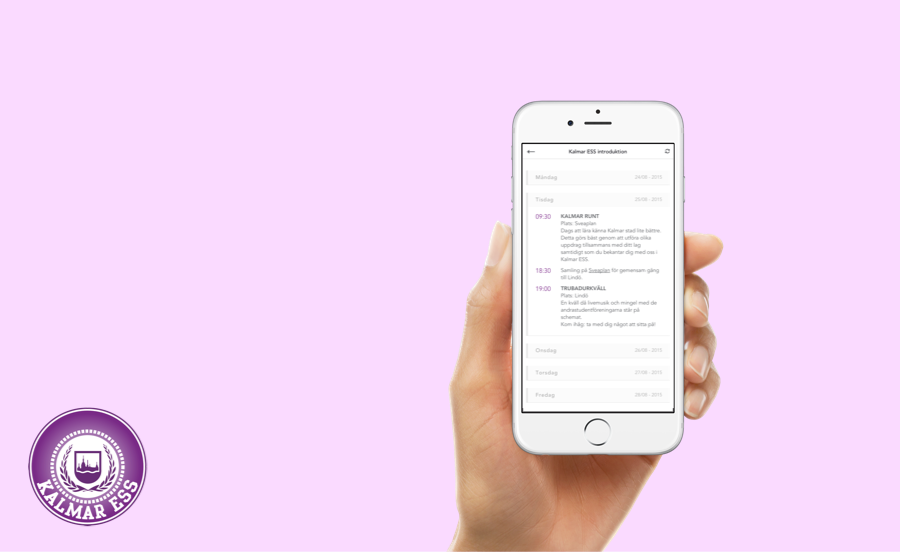 Kalmar ESS introduktion
Måndag 24/08 - 2015
Tisdag 25/08 - 2015
09:30 KALMAR RUNT
Plats: Sveaplan
Dags att lära känna Kalmar stad lite bättre.
Detta görs bäst genom att utföra olika
uppdrag tillsammans med ditt lag
samtidigt som du bekantar dig med oss i
Kalmar ESS.
18:30 Samling på Sveaplan för gemensam gång
till Lindö.
19:00 TRUBADURKVÄLL
Plats: Lindö
En kväll då livemusik och mingel med de
andrastudentföreningarna står på
schemat.
Kom ihåg: ta med dig något att sitta på!
Onsdag 26/08 - 2015
Torsdag 27/08 - 2015
Fredag 28/08 - 2015
KALMAR ESS